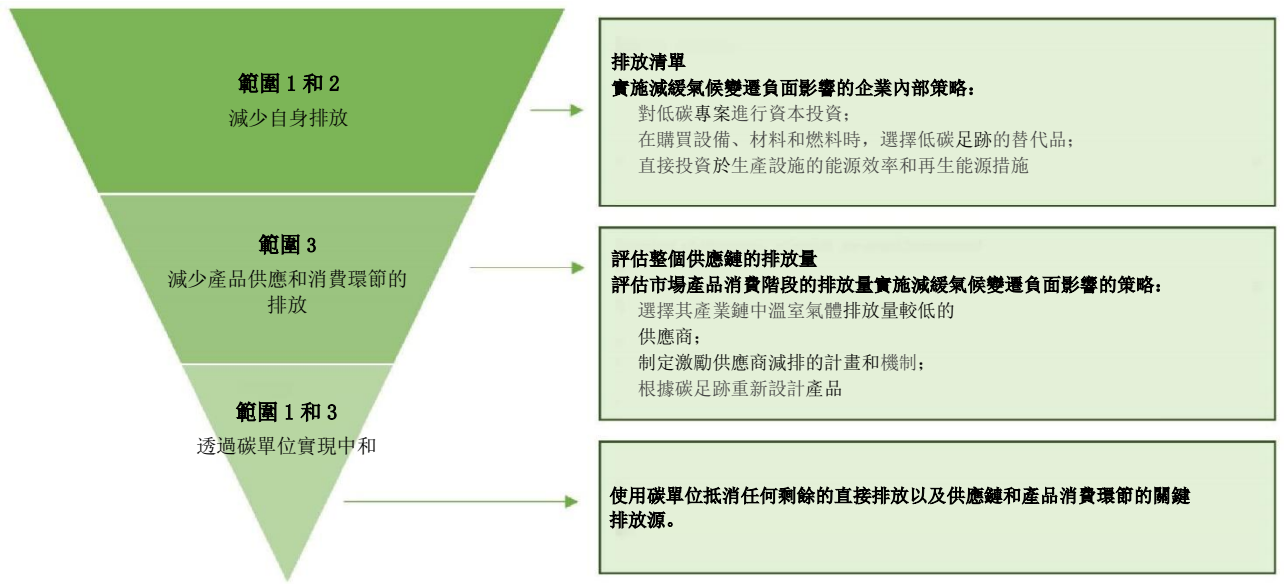 範圍 1 和 2
減少自身排放
排放清單
實施減緩氣候變遷負面影響的企業內部策略：
對低碳專案進行資本投資；
在購買設備、材料和燃料時，選擇低碳足跡的替代品；
直接投資於生產設施的能源效率和再生能源措施
範圍 3
減少產品供應和消費環節的
排放
評估整個供應鏈的排放量
評估市場產品消費階段的排放量實施減緩氣候變遷負面影響的策略：
選擇其產業鏈中溫室氣體排放量較低的
供應商；
制定激勵供應商減排的計畫和機制；
根據碳足跡重新設計產品
範圍 1 和 3
透過碳單位實現中和
使用碳單位抵消任何剩餘的直接排放以及供應鏈和產品消費環節的關鍵
排放源。